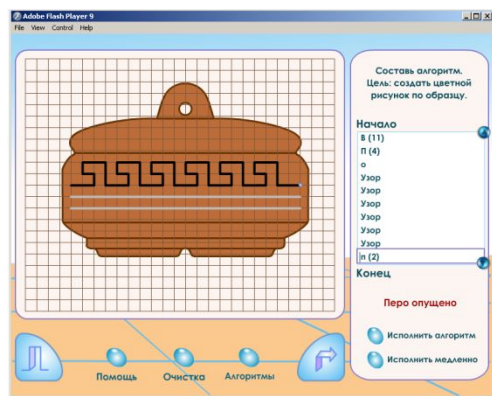 Adobe Flash Player 9
File View Control Help
Составь алгоритм.
Цель: создать цветной
рисунок по образцу.
Начало
В (11)
П (4)
о
Узор
Узор
Узор
Узор
Узор
Узор
п (2)
Конец
Перо опущено
Исполнить алгоритм
Исполнить медленно
Помощь Очистка Алгоритмы